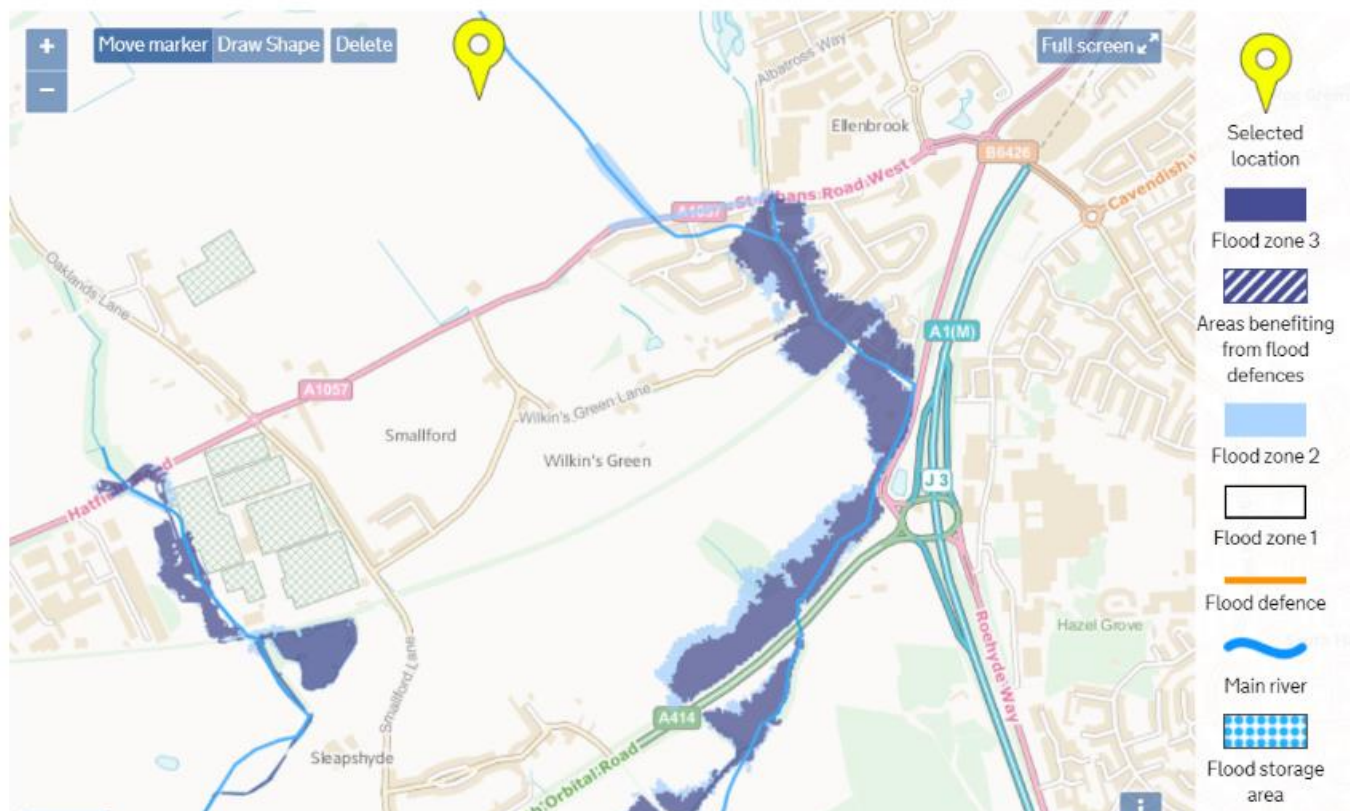 +
−
Move marker
Draw Shape
Delete
Full screen
Albatross Way
Ellenbrook
B6426
Cavendish
A1057
St Albans Road West
Oaklands Lane
A1(M)
A1057
Wilkin's Green Lane
Smallford
Wilkin's Green
J 3
Hatfi
d
Smallford Lane
Roehyde Way
Hazel Grove
A414
Sleapshyde
h Orbital Road
i
Selected
location
Flood zone 3
Areas benefiting
from flood
defences
Flood zone 2
Flood zone 1
Flood defence
Main river
Flood storage
area